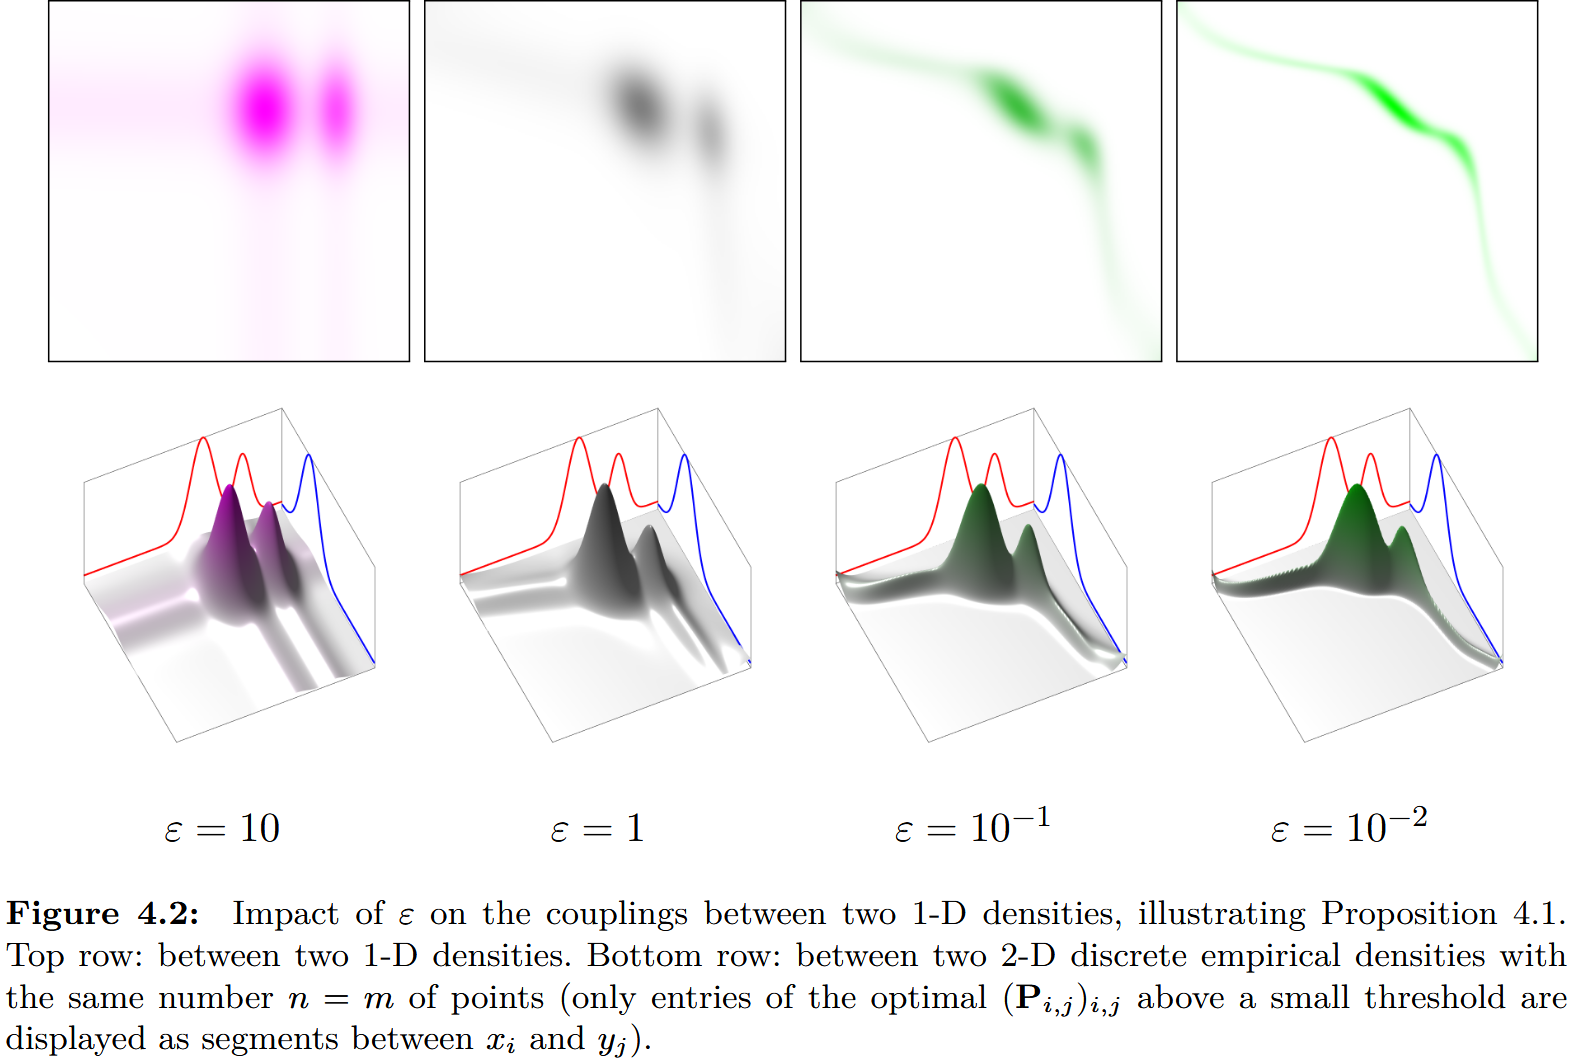 ε = 10 ε = 1 ε = 10⁻¹ ε = 10⁻²
Figure 4.2: Impact of ε on the couplings between two 1-D densities, illustrating Proposition 4.1.
Top row: between two 1-D densities. Bottom row: between two 2-D discrete empirical densities with
the same number n = m of points (only entries of the optimal (P_{i,j})_{i,j} above a small threshold are
displayed as segments between x_i and y_j).